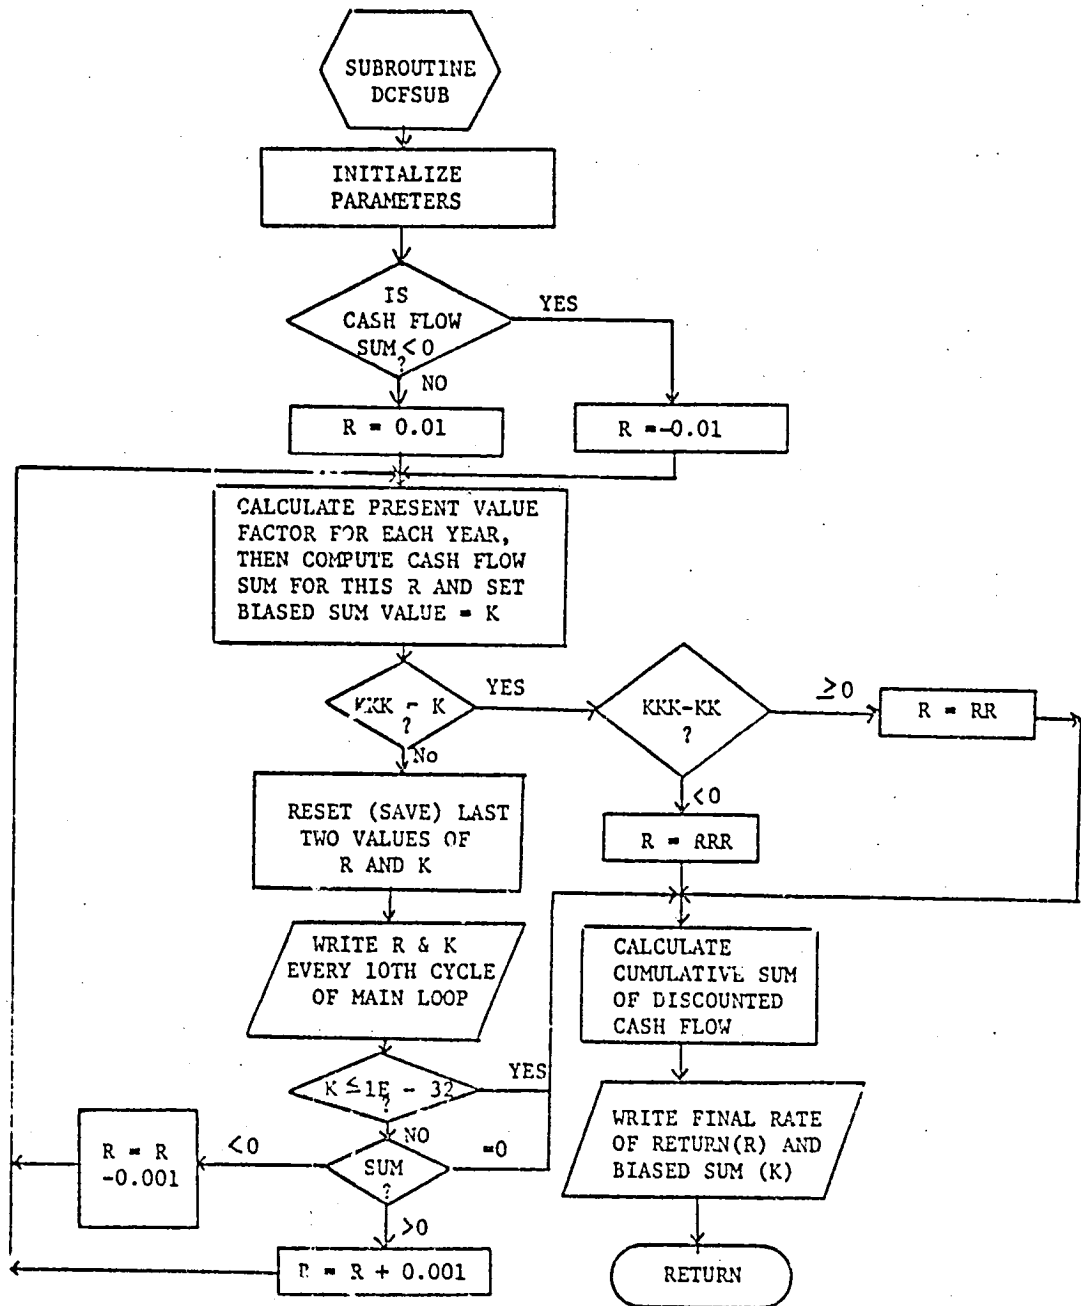 SUBROUTINE
DCFSUB
INITIALIZE
PARAMETERS
IS
CASH FLOW
SUM < 0
?
YES
NO
R = 0.01
R =-0.01
CALCULATE PRESENT VALUE
FACTOR FOR EACH YEAR,
THEN COMPUTE CASH FLOW
SUM FOR THIS R AND SET
BIASED SUM VALUE = K
KKK - K
?
YES
No
KKK-KK
?
≥0
R = RR
<0
R = RRR
RESET (SAVE) LAST
TWO VALUES OF
R AND K
WRITE R & K
EVERY 10TH CYCLE
OF MAIN LOOP
CALCULATE
CUMULATIVE SUM
OF DISCOUNTED
CASH FLOW
K ≤ 1E - 32
?
YES
NO
R = R
-0.001
<0
SUM
?
=0
>0
R = R + 0.001
WRITE FINAL RATE
OF RETURN(R) AND
BIASED SUM (K)
RETURN